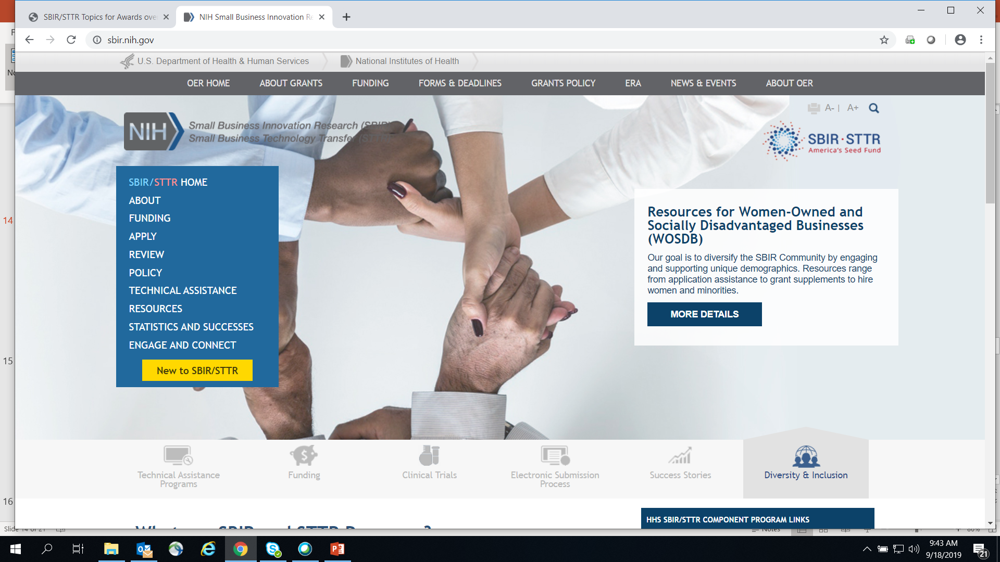 SBIR/STTR Topics for Awards ove
NIH Small Business Innovation Re
sbir.nih.gov
U.S. Department of Health & Human Services
National Institutes of Health
OER HOME
ABOUT GRANTS
FUNDING
FORMS & DEADLINES
GRANTS POLICY
ERA
NEWS & EVENTS
ABOUT OER
A- | A+
NIH
Small Business Innovation Research (SBIR)
Small Business Technology Transfer (STTR)
SBIR·STTR
America's Seed Fund
SBIR/STTR HOME
ABOUT
FUNDING
APPLY
REVIEW
POLICY
TECHNICAL ASSISTANCE
RESOURCES
STATISTICS AND SUCCESSES
ENGAGE AND CONNECT
New to SBIR/STTR
Resources for Women-Owned and
Socially Disadvantaged Businesses
(WOSDB)
Our goal is to diversify the SBIR Community by engaging
and supporting unique demographics. Resources range
from application assistance to grant supplements to hire
women and minorities.
MORE DETAILS
Technical Assistance
Programs
Funding
Clinical Trials
Electronic Submission
Process
Success Stories
Diversity & Inclusion
HHS SBIR/STTR COMPONENT PROGRAM LINKS
14
15
16
Slide 14 of 21
Notes
86%
9:43 AM
9/18/2019
21